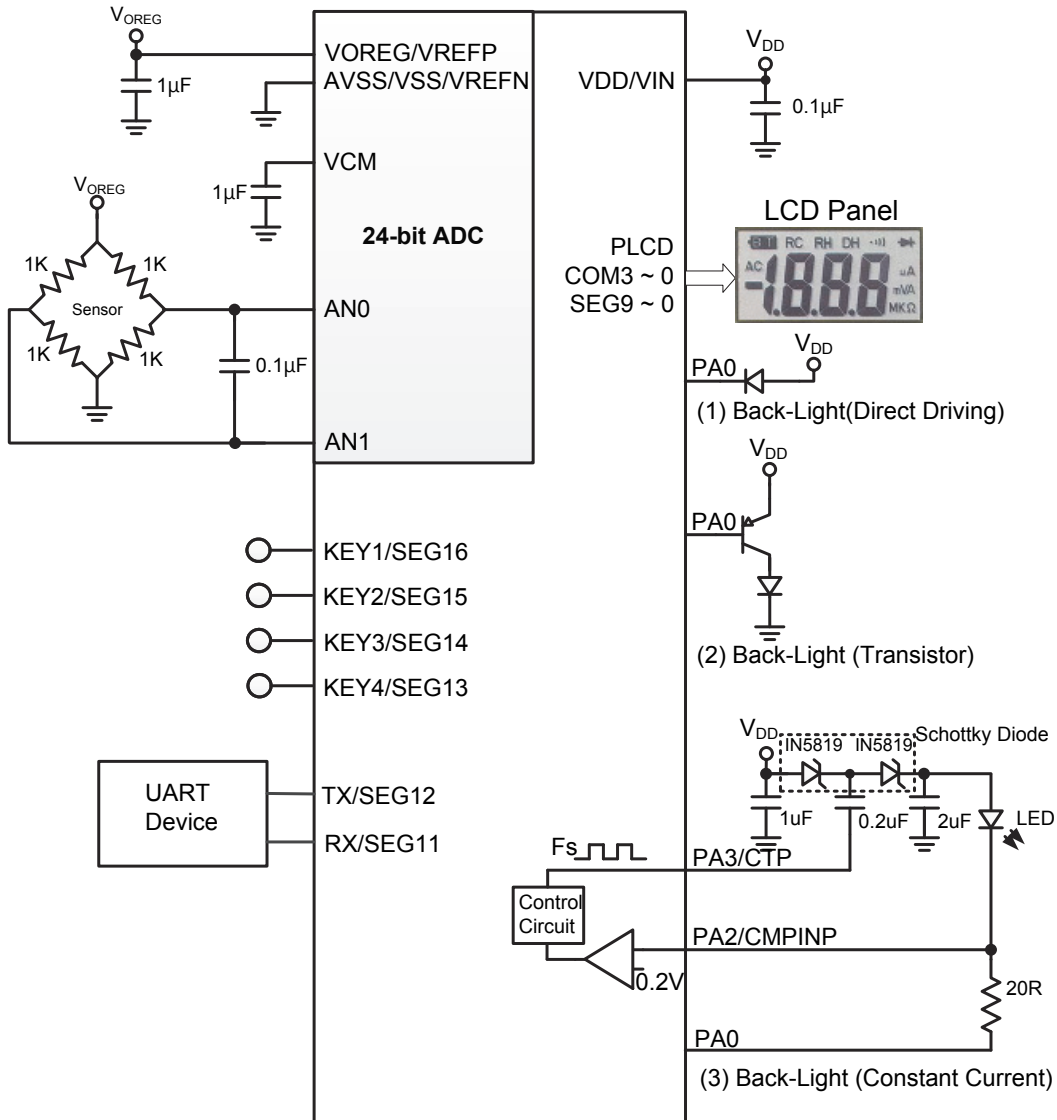 VOREG
1µF
VOREG/VREFP
AVSS/VSS/VREFN
VCM
1µF
24-bit ADC
VOREG
1K
1K
Sensor
1K
1K
0.1µF
AN0
AN1
KEY1/SEG16
KEY2/SEG15
KEY3/SEG14
KEY4/SEG13
UART
Device
TX/SEG12
RX/SEG11
VDD
VDD/VIN
0.1µF
LCD Panel
PLCD
COM3 ~ 0
SEG9 ~ 0
RC RH DH
AC
-1.8.8.8
uA
mVA
MKΩ
PA0
VDD
(1) Back-Light(Direct Driving)
VDD
PA0
(2) Back-Light (Transistor)
VDD
IN5819 IN5819
Schottky Diode
1uF
0.2uF
2uF
LED
Fs
PA3/CTP
Control
Circuit
PA2/CMPINP
0.2V
20R
PA0
(3) Back-Light (Constant Current)